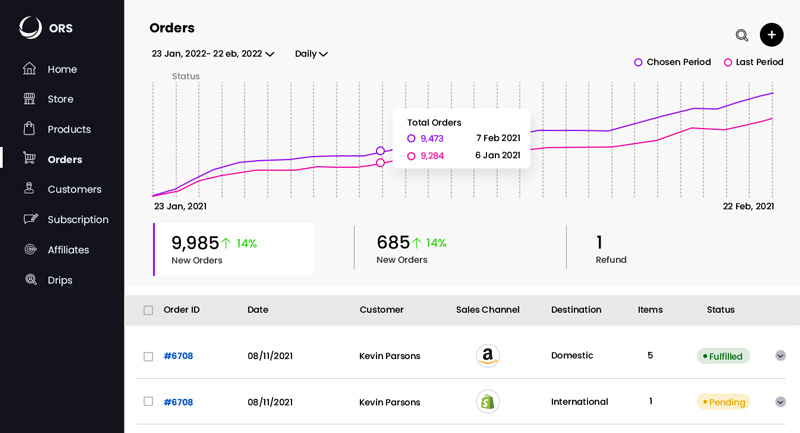 ORS
Home
Store
Products
Orders
Customers
Subscription
Affiliates
Drips
Orders
23 Jan, 2022- 22 eb, 2022
Daily
Chosen Period
Last Period
Status
Total Orders
9,473 7 Feb 2021
9,284 6 Jan 2021
23 Jan, 2021
22 Feb, 2021
9,985 14%
New Orders
685 14%
New Orders
1
Refund
Order ID Date Customer Sales Channel Destination Items Status
#6708 08/11/2021 Kevin Parsons a Domestic 5 Fulfilled
#6708 08/11/2021 Kevin Parsons S International 1 Pending